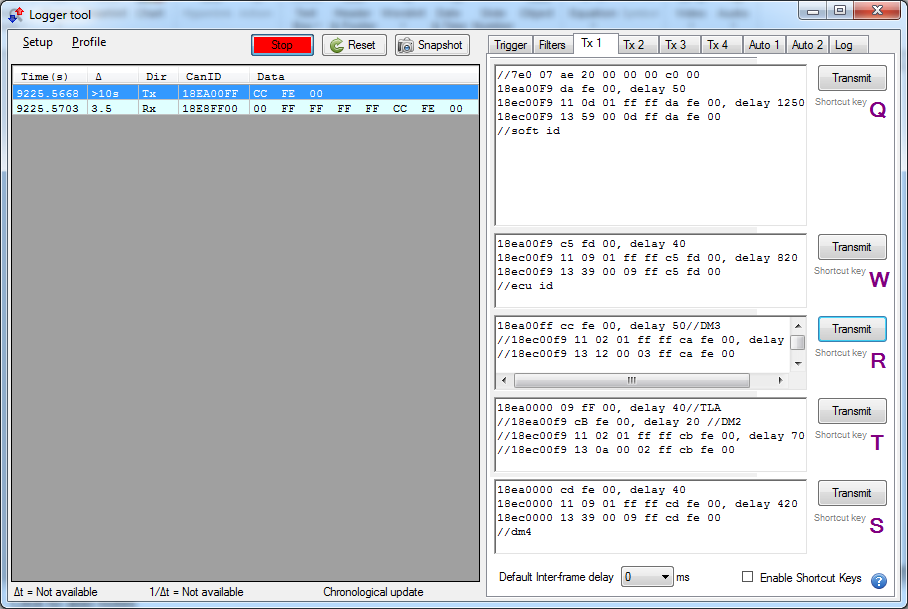 Logger tool
Setup Profile Stop Reset Snapshot
Trigger Filters Tx 1 Tx 2 Tx 3 Tx 4 Auto 1 Auto 2 Log
Time(s) Δ Dir CanID Data
9225.5668 >10s Tx 18EA00FF CC FE 00
9225.5703 3.5 Rx 18E8FF00 00 FF FF FF FF CC FE 00
//7e0 07 ae 20 00 00 00 c0 00
18ea00F9 da fe 00, delay 50
18ec00F9 11 0d 01 ff ff da fe 00, delay 1250
18ec00F9 13 59 00 0d ff da fe 00
//soft id
Transmit
Shortcut key Q
18ea00f9 c5 fd 00, delay 40
18ec00f9 11 09 01 ff ff c5 fd 00, delay 820
18ec00f9 13 39 00 09 ff c5 fd 00
//ecu id
Transmit
Shortcut key W
18ea00ff cc fe 00, delay 50//DM3
//18ec00f9 11 02 01 ff ff ca fe 00, delay
//18ec00f9 13 12 00 03 ff ca fe 00
Transmit
Shortcut key R
18ea0000 09 fF 00, delay 40//TLA
//18ea00f9 cB fe 00, delay 20 //DM2
//18ec00f9 11 02 01 ff ff cb fe 00, delay 70
//18ec00f9 13 0a 00 02 ff cb fe 00
Transmit
Shortcut key T
18ea0000 cd fe 00, delay 40
18ec0000 11 09 01 ff ff cd fe 00, delay 420
18ec0000 13 39 00 09 ff cd fe 00
//dm4
Transmit
Shortcut key S
Default Inter-frame delay 0 ms Enable Shortcut Keys ?
Δt = Not available 1/Δt = Not available Chronological update